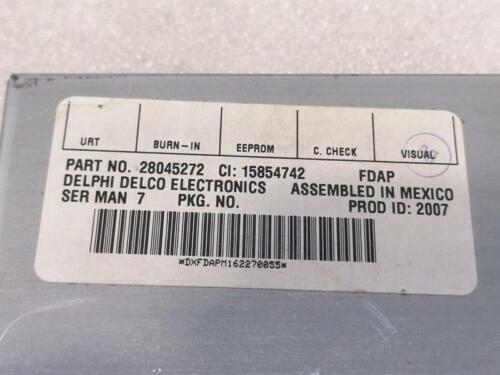 URT BURN-IN EEPROM C. CHECK VISUAL
PART NO. 28045272 CI: 15854742 FDAP
DELPHI DELCO ELECTRONICS ASSEMBLED IN MEXICO
SER MAN 7 PKG. NO. PROD ID: 2007
*DXFDAPM162270055*